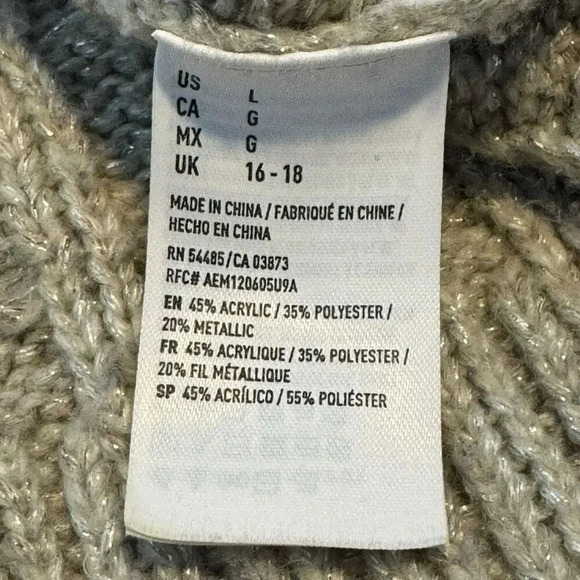 US L
CA G
MX G
UK 16 - 18
MADE IN CHINA / FABRIQUÉ EN CHINE /
HECHO EN CHINA
RN 54485/CA 03873
RFC# AEM120605U9A
EN 45% ACRYLIC / 35% POLYESTER /
20% METALLIC
FR 45% ACRYLIQUE / 35% POLYESTER /
20% FIL MÉTALLIQUE
SP 45% ACRÍLICO / 55% POLIÉSTER